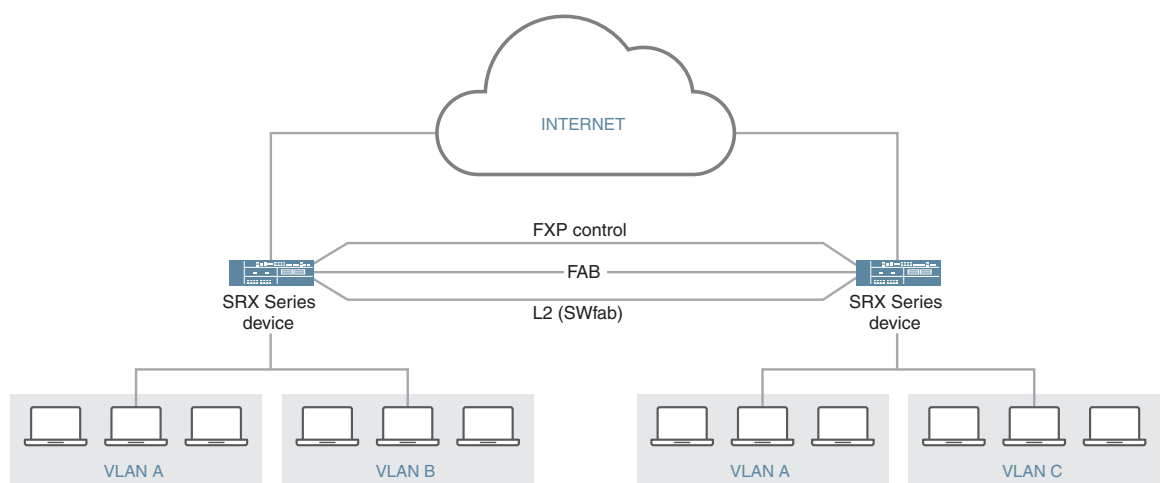 INTERNET
FXP control
FAB
L2 (SWfab)
SRX Series
device
SRX Series
device
VLAN A
VLAN B
VLAN A
VLAN C